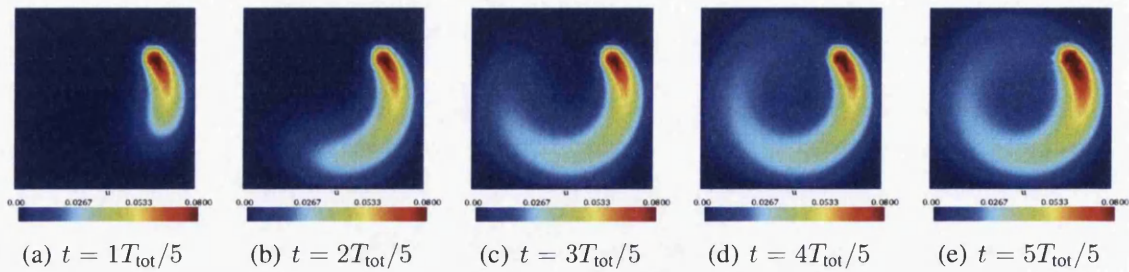 u u u u u
0.00 0.0267 0.0533 0.0800 0.00 0.0267 0.0533 0.0800 0.00 0.0267 0.0533 0.0800 0.00 0.0267 0.0533 0.0800 0.00 0.0267 0.0533 0.0800
(a) t = 1T_tot/5 (b) t = 2T_tot/5 (c) t = 3T_tot/5 (d) t = 4T_tot/5 (e) t = 5T_tot/5